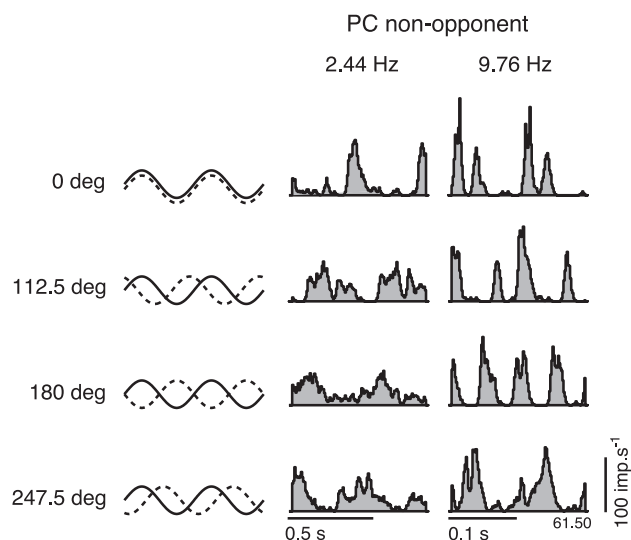 PC non-opponent
2.44 Hz 9.76 Hz
0 deg
112.5 deg
180 deg
247.5 deg
0.5 s 0.1 s 61.50
100 imp.s-1